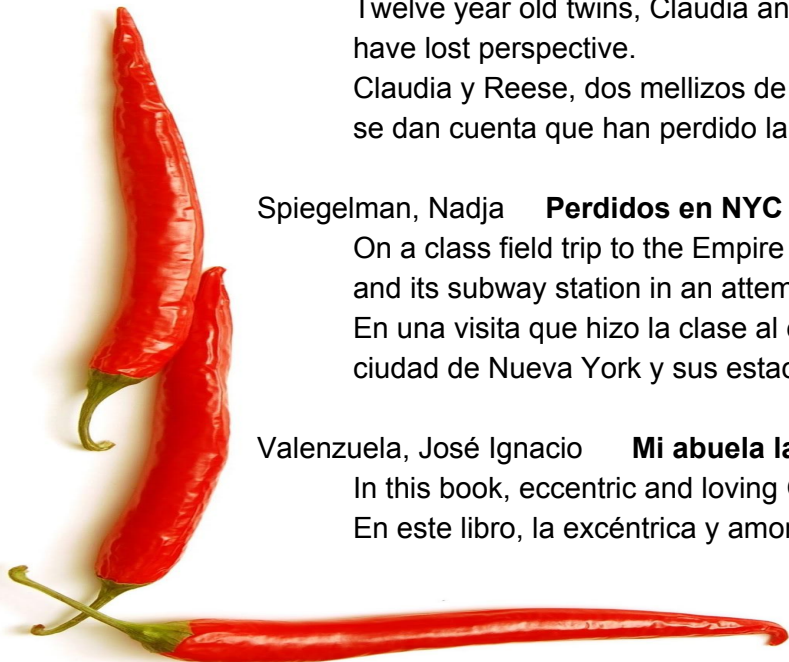 Twelve year old twins, Claudia an
have lost perspective.
Claudia y Reese, dos mellizos de
se dan cuenta que han perdido la
Spiegelman, Nadja Perdidos en NYC
On a class field trip to the Empire
and its subway station in an attem
En una visita que hizo la clase al
ciudad de Nueva York y sus estac
Valenzuela, José Ignacio Mi abuela la
In this book, eccentric and loving
En este libro, la excéntrica y amor